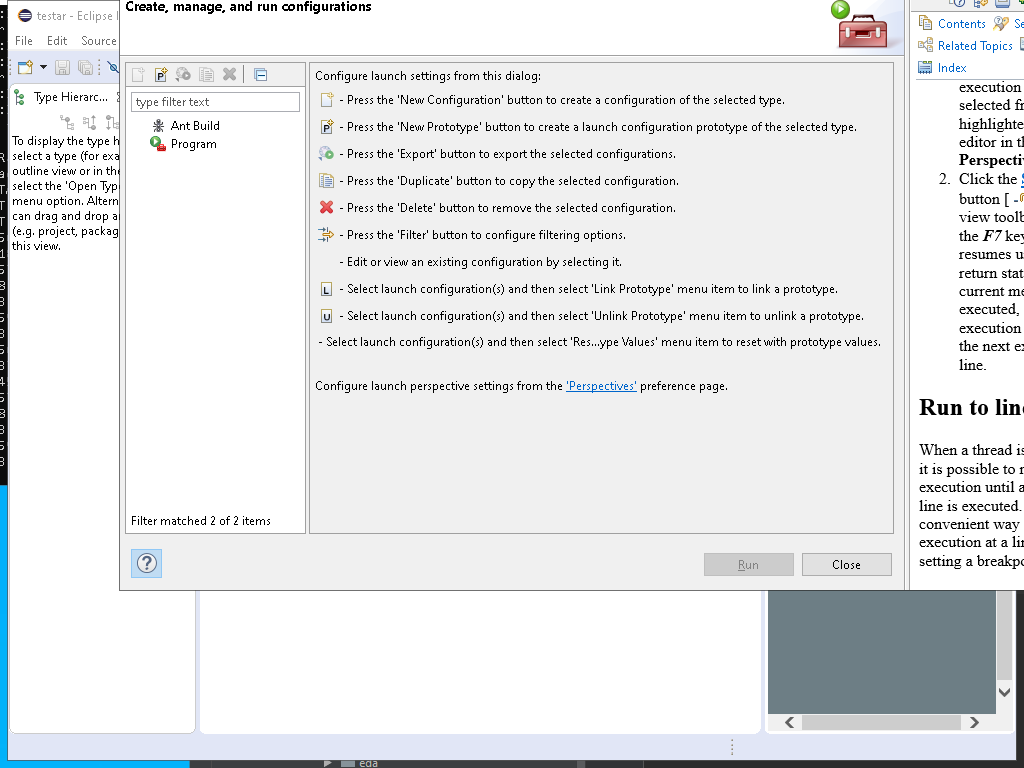 Create, manage, and run configurations
testar - Eclipse
File Edit Source
Type Hierarc...
To display the type h
select a type (for exa
outline view or in the
select the 'Open Typ
menu option. Altern
can drag and drop a
(e.g. project, packag
this view.
type filter text
Ant Build
Program
Filter matched 2 of 2 items
Configure launch settings from this dialog:
- Press the 'New Configuration' button to create a configuration of the selected type.
- Press the 'New Prototype' button to create a launch configuration prototype of the selected type.
- Press the 'Export' button to export the selected configurations.
- Press the 'Duplicate' button to copy the selected configuration.
- Press the 'Delete' button to remove the selected configuration.
- Press the 'Filter' button to configure filtering options.
- Edit or view an existing configuration by selecting it.
L - Select launch configuration(s) and then select 'Link Prototype' menu item to link a prototype.
U - Select launch configuration(s) and then select 'Unlink Prototype' menu item to unlink a prototype.
- Select launch configuration(s) and then select 'Res...ype Values' menu item to reset with prototype values.
Configure launch perspective settings from the 'Perspectives' preference page.
Run
Close
Contents Se
Related Topics
Index
execution
selected fr
highlighte
editor in th
Perspectiv
2. Click the S
button [ -
view toolb
the F7 key
resumes u
return stat
current me
executed,
execution
the next ex
line.
Run to line
When a thread is
it is possible to r
execution until a
line is executed.
convenient way
execution at a lin
setting a breakpo
eda